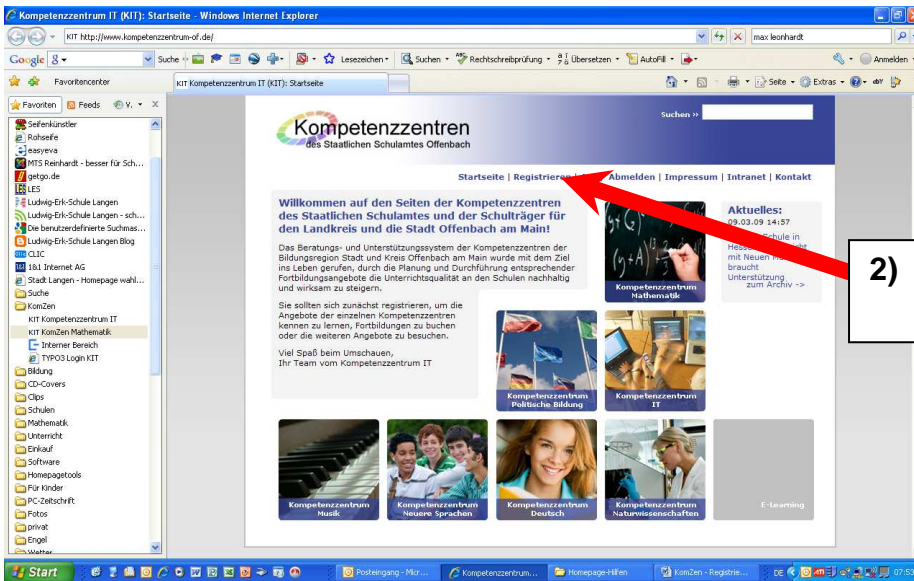 Kompetenzzentrum IT (KIT): Startseite - Windows Internet Explorer
KIT http://www.kompetenzzentrum-of.de/
max leonhardt
Google
Suche
Lesezeichen
Suchen
Rechtschreibprüfung
Übersetzen
AutoFill
Anmelden
Favoritencenter
KIT Kompetenzzentrum IT (KIT): Startseite
Seite
Extras
Favoriten
Feeds
V.
Seifenkünstler
Rohseife
easyeva
MTS Reinhardt - besser für Sch...
getgo.de
LES
Ludwig-Erk-Schule Langen
Ludwig-Erk-Schule Langen - sch...
Die benutzerdefinierte Suchmas...
Ludwig-Erk-Schule Langen Blog
CLIC
1&1 Internet AG
Stadt Langen - Homepage wahl...
Suche
KomZen
KIT Kompetenzzentrum IT
KIT KomZen Mathematik
Interner Bereich
TYPO3 Login KIT
Bildung
CD-Covers
Clips
Schulen
Mathematik
Unterricht
Einkauf
Software
Homepagetools
Für Kinder
PC-Zeitschrift
Fotos
privat
Engel
Wetter
Kompetenzzentren
des Staatlichen Schulamtes Offenbach
Suchen »
Startseite | Registrieren | Abmelden | Impressum | Intranet | Kontakt
Willkommen auf den Seiten der Kompetenzzentren
des Staatlichen Schulamtes und der Schulträger für
den Landkreis und die Stadt Offenbach am Main!
Das Beratungs- und Unterstützungssystem der Kompetenzzentren der
Bildungsregion Stadt und Kreis Offenbach am Main wurde mit dem Ziel
ins Leben gerufen, durch die Planung und Durchführung entsprechender
Fortbildungsangebote die Unterrichtsqualität an den Schulen nachhaltig
und wirksam zu steigern.
Sie sollten sich zunächst registrieren, um die
Angebote der einzelnen Kompetenzzentren
kennen zu lernen, Fortbildungen zu buchen
oder die weiteren Angebote zu besuchen.
Viel Spaß beim Umschauen,
Ihr Team vom Kompetenzzentrum IT
Kompetenzzentrum
Mathematik
Aktuelles:
09.03.09 14:57
Schule in
mit Neuen
braucht
Unterstützung
zum Archiv ->
2)
Kompetenzzentrum
Politische Bildung
Kompetenzzentrum
IT
Kompetenzzentrum
Musik
Kompetenzzentrum
Neuere Sprachen
Kompetenzzentrum
Deutsch
Kompetenzzentrum
Naturwissenschaften
E-Learning
Start
Posteingang - Micr...
Kompetenzzentrum...
Homepage-Hilfen
KomZen - Registrie...
DE